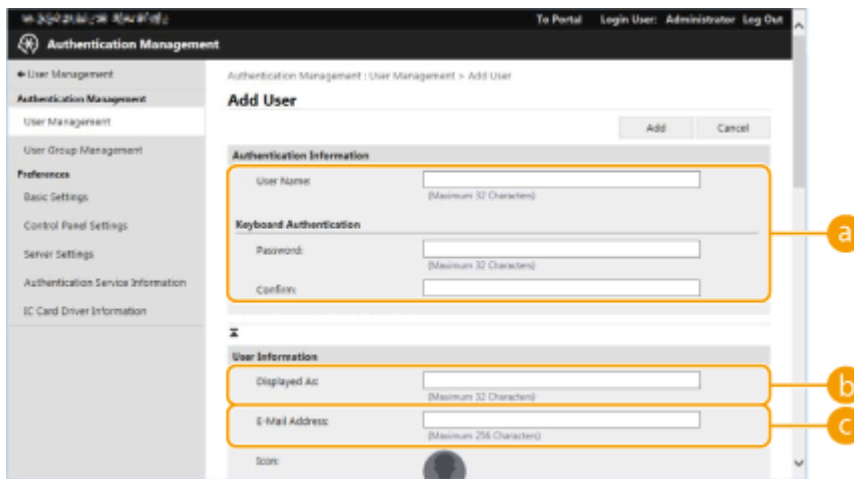 To Portal Login User: Administrator Log Out
Authentication Management
User Management
Authentication Management
User Management
User Group Management
Preferences
Basic Settings
Control Panel Settings
Server Settings
Authentication Service Information
IC Card Driver Information
Authentication Management : User Management > Add User
Add User
Add Cancel
Authentication Information
User Name:
(Maximum 32 Characters)
Keyboard Authentication
Password:
(Maximum 32 Characters)
Confirm:
a
User Information
Displayed As:
(Maximum 32 Characters)
b
E-Mail Address:
(Maximum 256 Characters)
c
Icon: